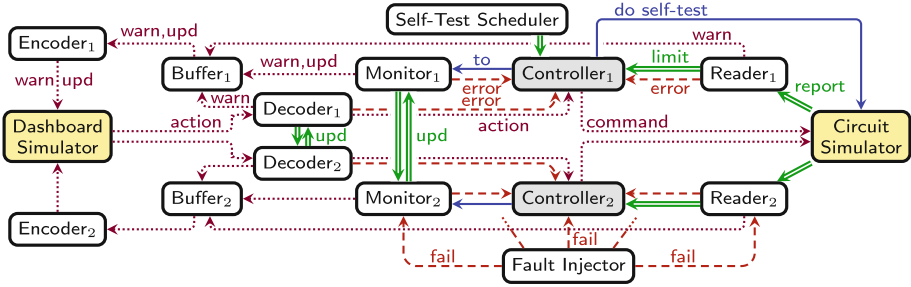 Self-Test Scheduler
do self-test
Encoder₁
warn,upd
warn
warn,upd
Buffer₁
warn,upd
Monitor₁
to
error
Controller₁
limit
error
Reader₁
report
warn
Decoder₁
error
action
action
command
Dashboard
Simulator
upd
upd
Circuit
Simulator
Decoder₂
Buffer₂
Monitor₂
Controller₂
Reader₂
Encoder₂
fail
fail
fail
Fault Injector